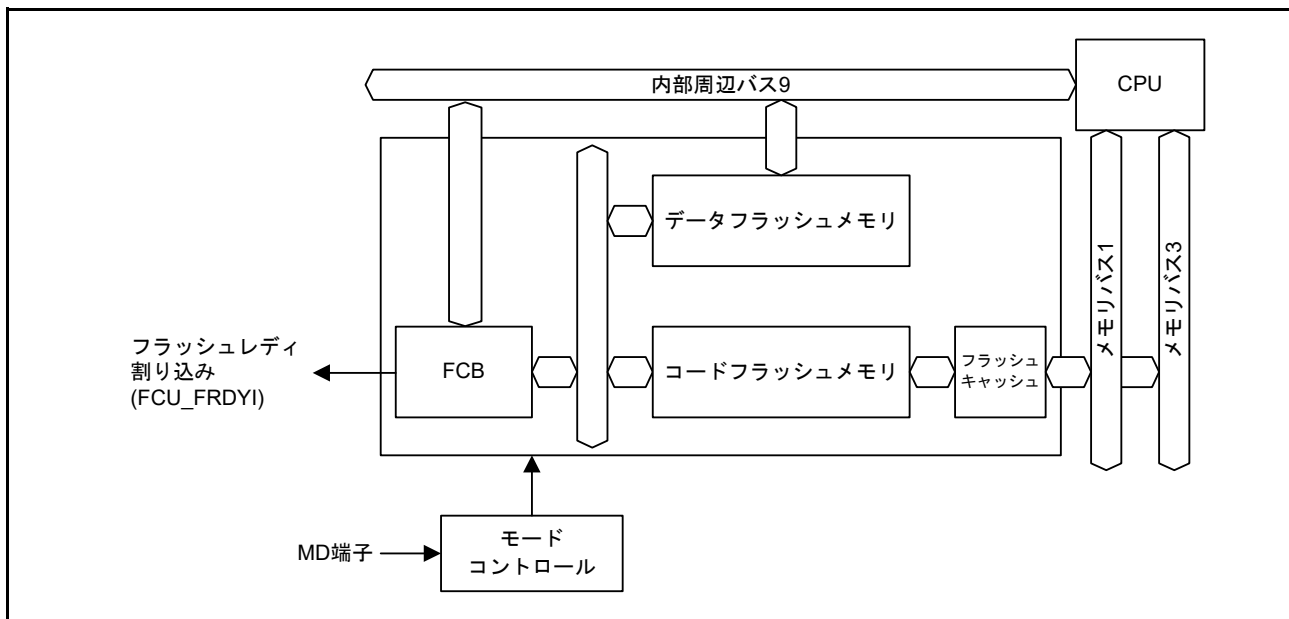 内部周辺バス9
CPU
データフラッシュメモリ
メモリバス1
メモリバス3
フラッシュレディ
割り込み
(FCU_FRDYI)
FCB
コードフラッシュメモリ
フラッシュ
キャッシュ
MD端子
モード
コントロール